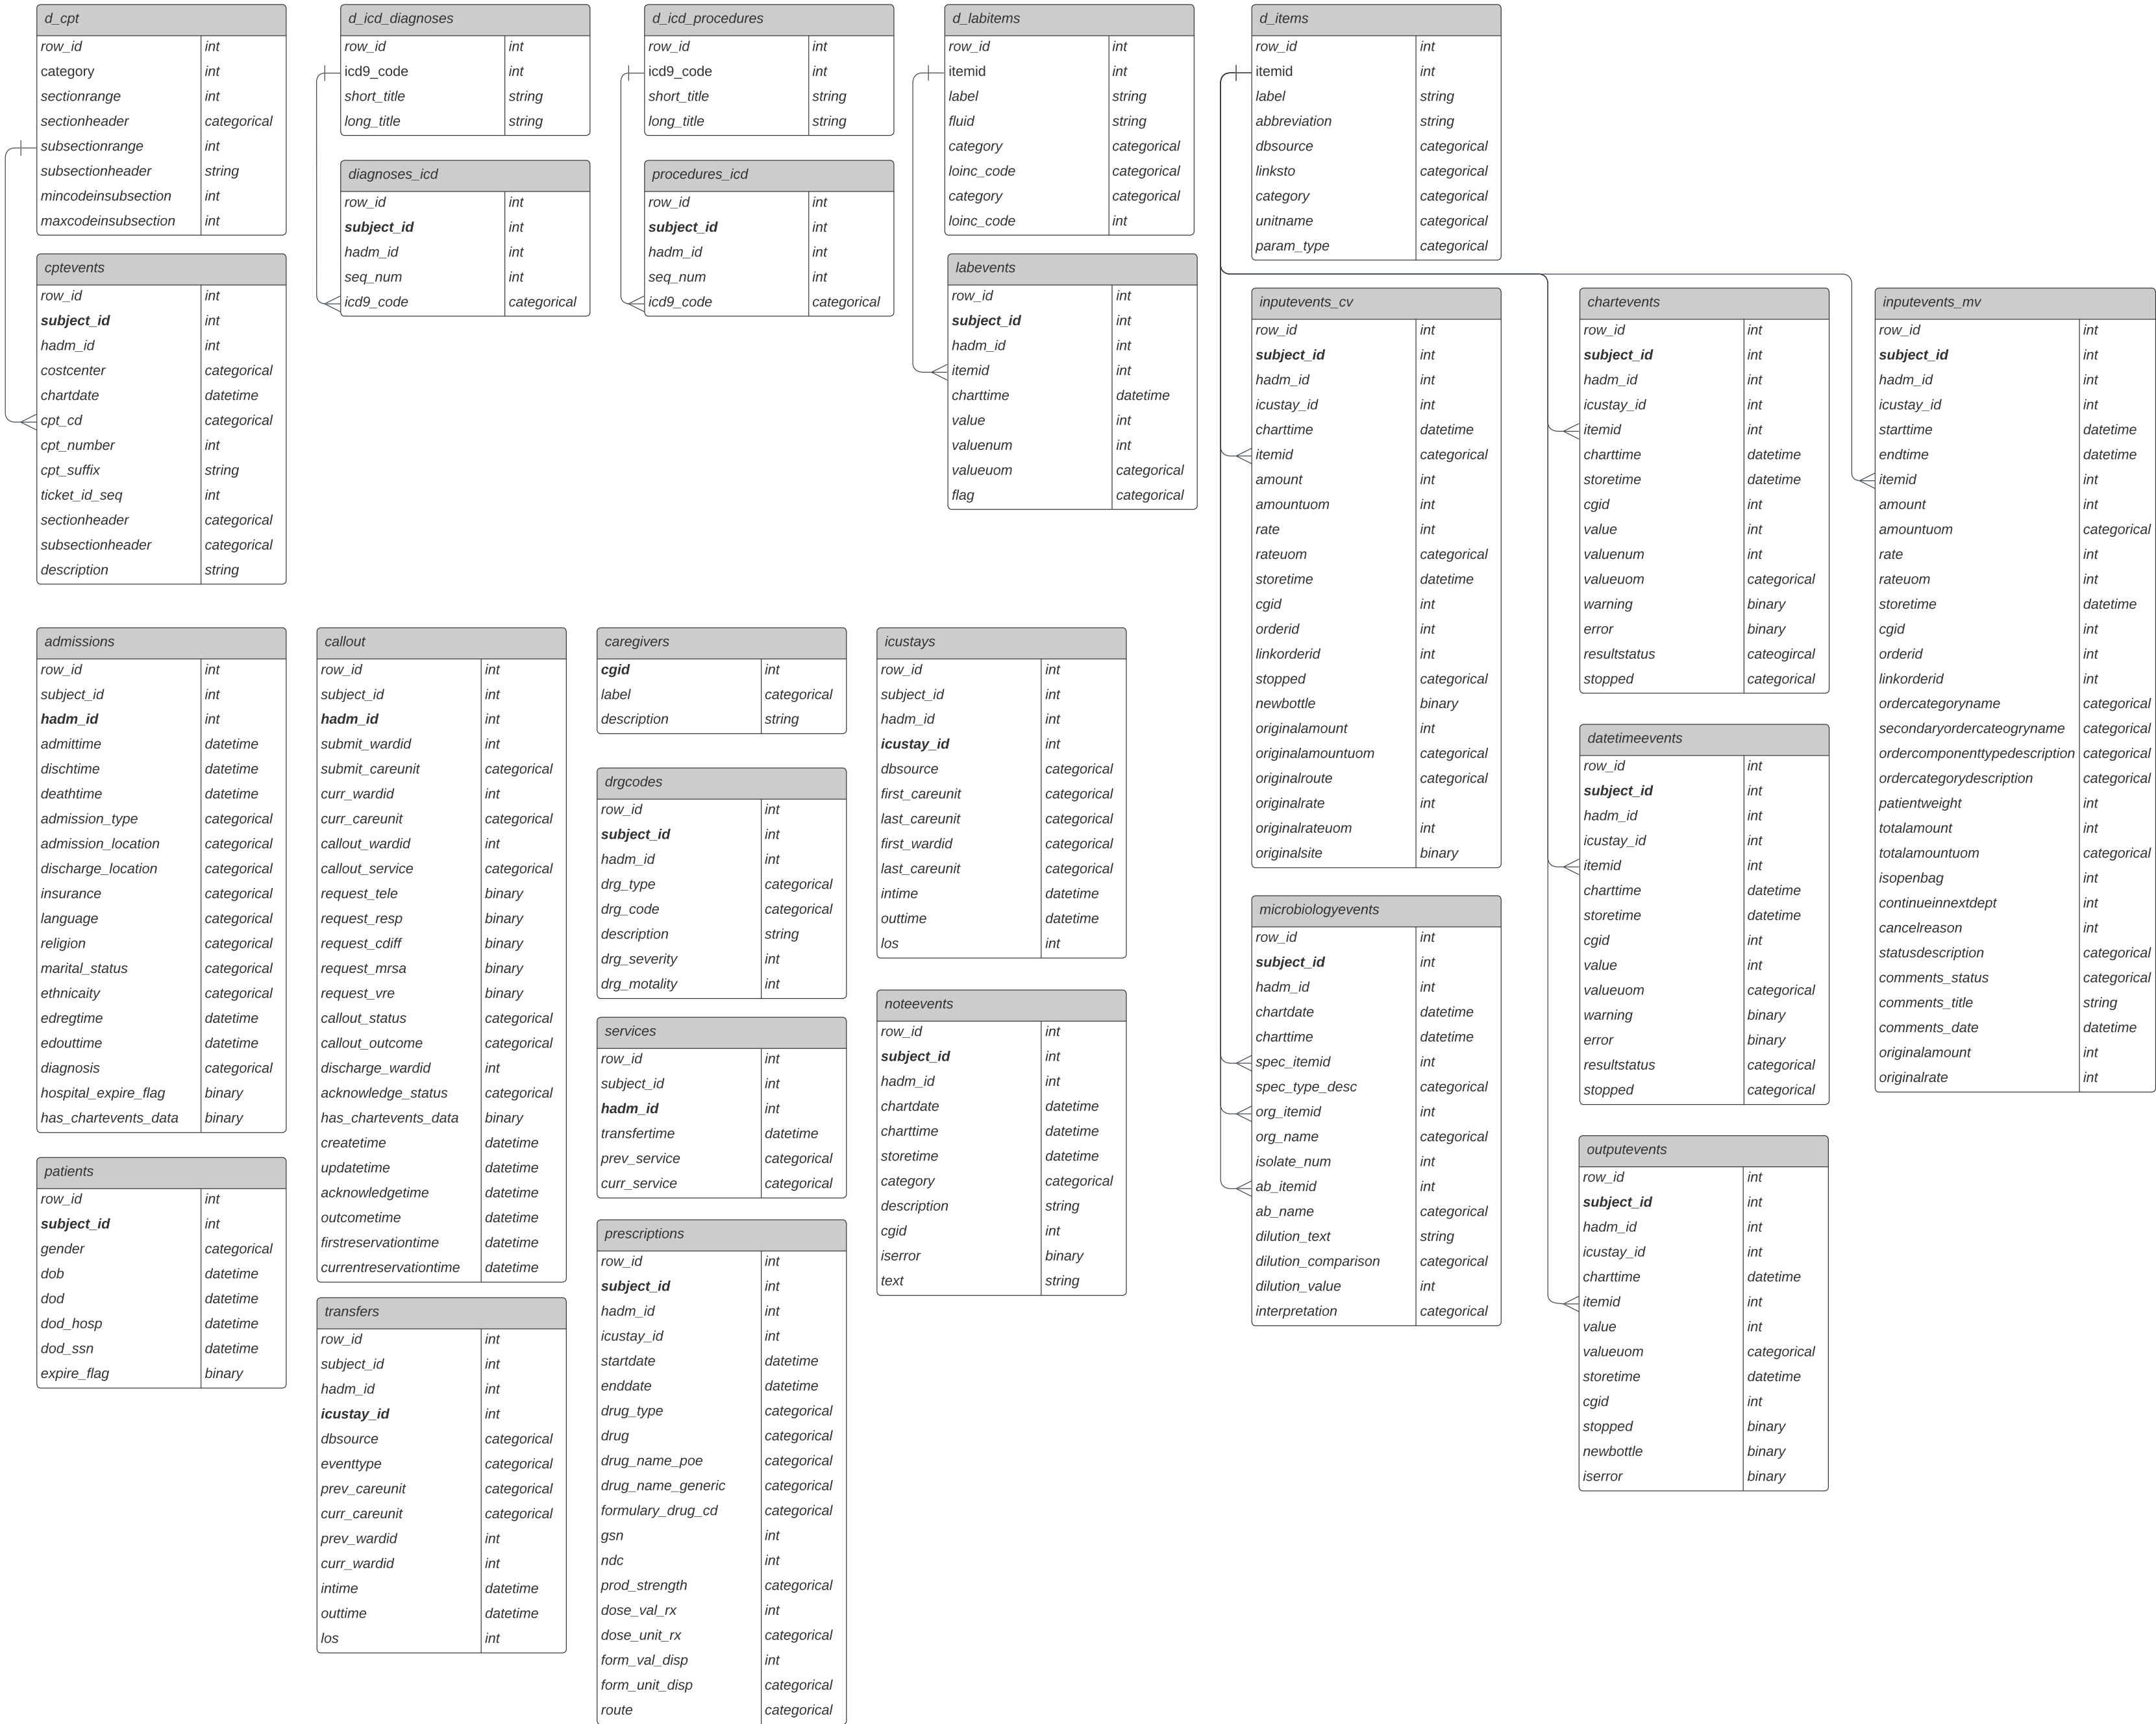 d_cpt
row_id int
category int
sectionrange int
sectionheader categorical
subsectionrange int
subsectionheader string
mincodeinsubsection int
maxcodeinsubsection int
d_icd_diagnoses
row_id int
icd9_code int
short_title string
long_title string
d_icd_procedures
row_id int
icd9_code int
short_title string
long_title string
d_labitems
row_id int
itemid int
label string
fluid string
category categorical
loinc_code categorical
category categorical
loinc_code int
d_items
row_id int
itemid int
label string
abbreviation string
dbsource categorical
linksto categorical
category categorical
unitname categorical
param_type categorical
cptevents
row_id int
subject_id int
hadm_id int
costcenter categorical
chartdate datetime
cpt_cd categorical
cpt_number int
cpt_suffix string
ticket_id_seq int
sectionheader categorical
subsectionheader categorical
description string
diagnoses_icd
row_id int
subject_id int
hadm_id int
seq_num int
icd9_code categorical
procedures_icd
row_id int
subject_id int
hadm_id int
seq_num int
icd9_code categorical
labevents
row_id int
subject_id int
hadm_id int
itemid int
charttime datetime
value int
valuenum int
valueuom categorical
flag categorical
inputevents_cv
row_id int
subject_id int
hadm_id int
icustay_id int
charttime datetime
itemid categorical
amount int
amountuom int
rate int
rateuom categorical
storetime datetime
cgid int
orderid int
linkorderid int
stopped categorical
newbottle binary
originalamount int
originalamountuom categorical
originalroute categorical
originalrate int
originalrateuom int
originalsite binary
chartevents
row_id int
subject_id int
hadm_id int
icustay_id int
itemid int
charttime datetime
storetime datetime
cgid int
value int
valuenum int
valueuom categorical
warning binary
error binary
resultstatus cateogircal
stopped categorical
inputevents_mv
row_id int
subject_id int
hadm_id int
icustay_id int
starttime datetime
endtime datetime
itemid int
amount int
amountuom categorical
rate int
rateuom int
storetime datetime
cgid int
orderid int
linkorderid int
ordercategoryname categorical
secondaryordercateogryname categorical
ordercomponenttypedescription categorical
ordercategorydescription categorical
patientweight int
totalamount int
totalamountuom categorical
isopenbag int
continueinnextdept int
cancelreason int
statusdescription categorical
comments_status categorical
comments_title string
comments_date datetime
originalamount int
originalrate int
admissions
row_id int
subject_id int
hadm_id int
admittime datetime
dischtime datetime
deathtime datetime
admission_type categorical
admission_location categorical
discharge_location categorical
insurance categorical
language categorical
religion categorical
marital_status categorical
ethnicaity categorical
edregtime datetime
edouttime datetime
diagnosis categorical
hospital_expire_flag binary
has_chartevents_data binary
callout
row_id int
subject_id int
hadm_id int
submit_wardid int
submit_careunit categorical
curr_wardid int
curr_careunit categorical
callout_wardid int
callout_service categorical
request_tele binary
request_resp binary
request_cdiff binary
request_mrsa binary
request_vre binary
callout_status categorical
callout_outcome categorical
discharge_wardid int
acknowledge_status categorical
has_chartevents_data binary
createtime datetime
updatetime datetime
acknowledgetime datetime
outcometime datetime
firstreservationtime datetime
currentreservationtime datetime
caregivers
cgid int
label categorical
description string
icustays
row_id int
subject_id int
hadm_id int
icustay_id int
dbsource categorical
first_careunit categorical
last_careunit categorical
first_wardid categorical
last_careunit categorical
intime datetime
outtime datetime
los int
drgcodes
row_id int
subject_id int
hadm_id int
drg_type categorical
drg_code categorical
description string
drg_severity int
drg_motality int
services
row_id int
subject_id int
hadm_id int
transfertime datetime
prev_service categorical
curr_service categorical
noteevents
row_id int
subject_id int
hadm_id int
chartdate datetime
charttime datetime
storetime datetime
category categorical
description string
cgid int
iserror binary
text string
microbiologyevents
row_id int
subject_id int
hadm_id int
chartdate datetime
charttime datetime
spec_itemid int
spec_type_desc categorical
org_itemid int
org_name categorical
isolate_num int
ab_itemid int
ab_name categorical
dilution_text string
dilution_comparison categorical
dilution_value int
interpretation categorical
datetimeevents
row_id int
subject_id int
hadm_id int
icustay_id int
itemid int
charttime datetime
storetime datetime
cgid int
value int
valueuom categorical
warning binary
error binary
resultstatus categorical
stopped categorical
patients
row_id int
subject_id int
gender categorical
dob datetime
dod datetime
dod_hosp datetime
dod_ssn datetime
expire_flag binary
transfers
row_id int
subject_id int
hadm_id int
icustay_id int
dbsource categorical
eventtype categorical
prev_careunit categorical
curr_careunit categorical
prev_wardid int
curr_wardid int
intime datetime
outtime datetime
los int
prescriptions
row_id int
subject_id int
hadm_id int
icustay_id int
startdate datetime
enddate datetime
drug_type categorical
drug categorical
drug_name_poe categorical
drug_name_generic categorical
formulary_drug_cd categorical
gsn int
ndc int
prod_strength categorical
dose_val_rx int
dose_unit_rx categorical
form_val_disp int
form_unit_disp categorical
route categorical
outputevents
row_id int
subject_id int
hadm_id int
icustay_id int
charttime datetime
itemid int
value int
valueuom categorical
storetime datetime
cgid int
stopped binary
newbottle binary
iserror binary